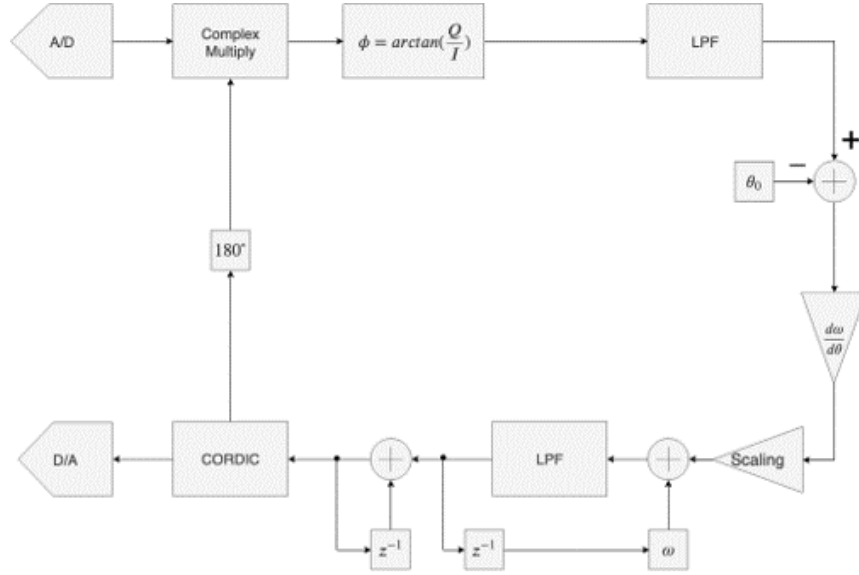 A/D
Complex
Multiply
ϕ = arctan(Q/I)
LPF
+
−
θ₀
180°
dω/dθ
D/A
CORDIC
LPF
Scaling
z⁻¹
z⁻¹
ω